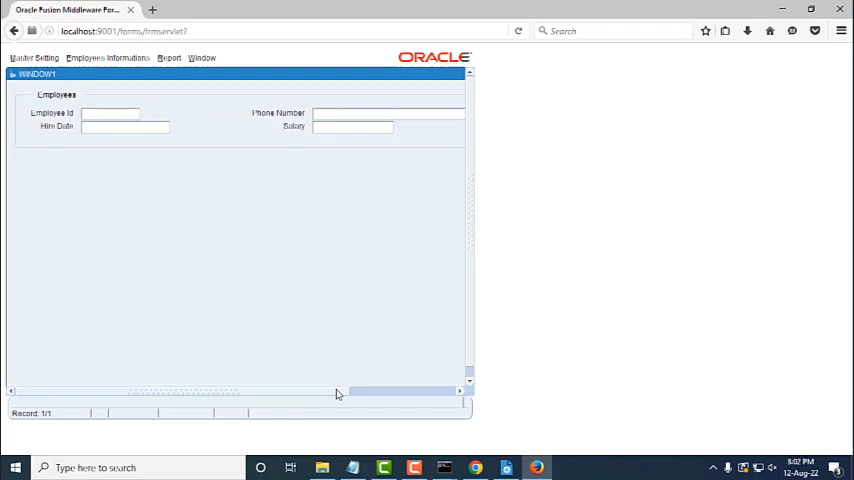 Oracle Fusion Middleware For...
localhost:9001/forms/frmservlet?
Search
Master Setting Employees Informations Report Window
ORACLE
WINDOW1
Employees
Employee Id
Phone Number
Hire Date
Salary
Record: 1/1
Type here to search
8:02 PM
12-Aug-22
3